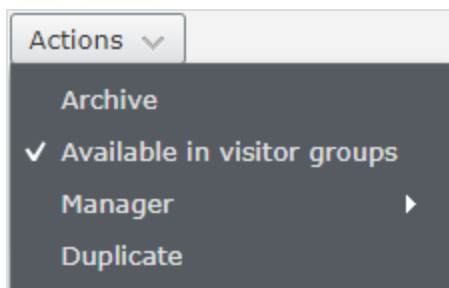 Actions
Archive
Available in visitor groups
Manager
Duplicate